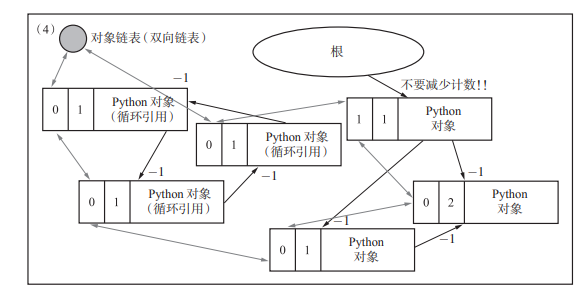 (4)
对象链表（双向链表）
根
-1
不要减少计数!!
0 1 Python 对象
（循环引用）
1 1 Python
对象
0 1 Python 对象
（循环引用）
-1
-1
-1
0 1 Python 对象
（循环引用）
0 2 Python
对象
-1
-1
0 1 Python
对象